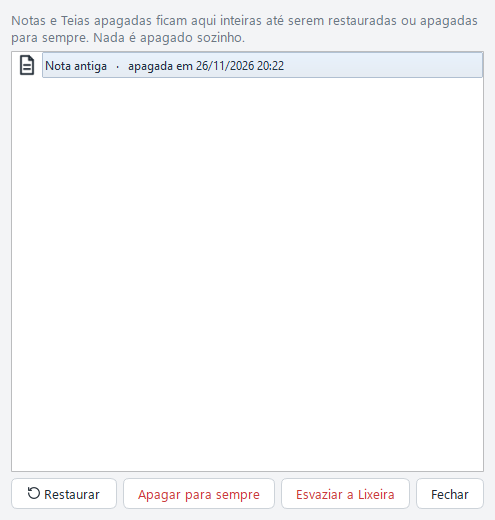 Notas e Teias apagadas ficam aqui inteiras até serem restauradas ou apagadas
para sempre. Nada é apagado sozinho.
Nota antiga · apagada em 26/11/2026 20:22
Restaurar
Apagar para sempre
Esvaziar a Lixeira
Fechar